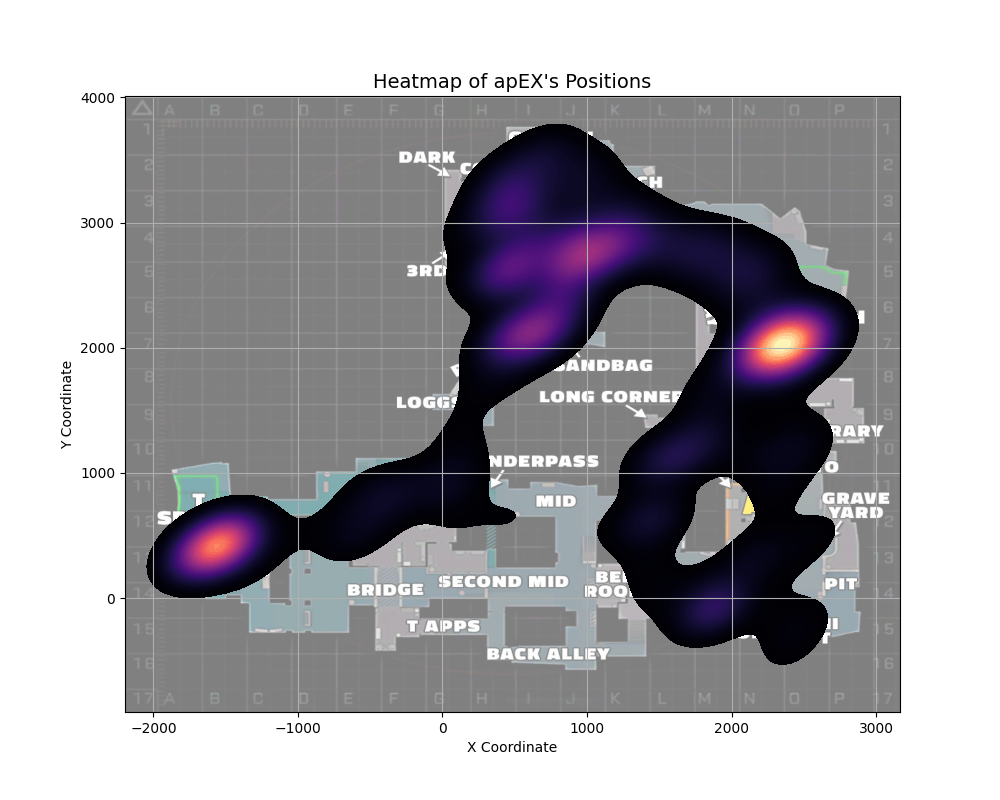 Heatmap of apEX's Positions
4000
3000
2000
1000
0
Y Coordinate
A B C D E F G H I J K L M N O P
1
2
3
4
5
6
7
8
9
10
11
12
13
14
15
16
17
DARK
3RD
SANDBAG
LOGGS
LONG CORNER
NDERPASS
MID
GRAVE
YARD
T
SECOND MID
BRIDGE
PIT
T APPS
BACK ALLEY
A B C D E F G H I J K L M N O P
−2000 −1000 0 1000 2000 3000
X Coordinate